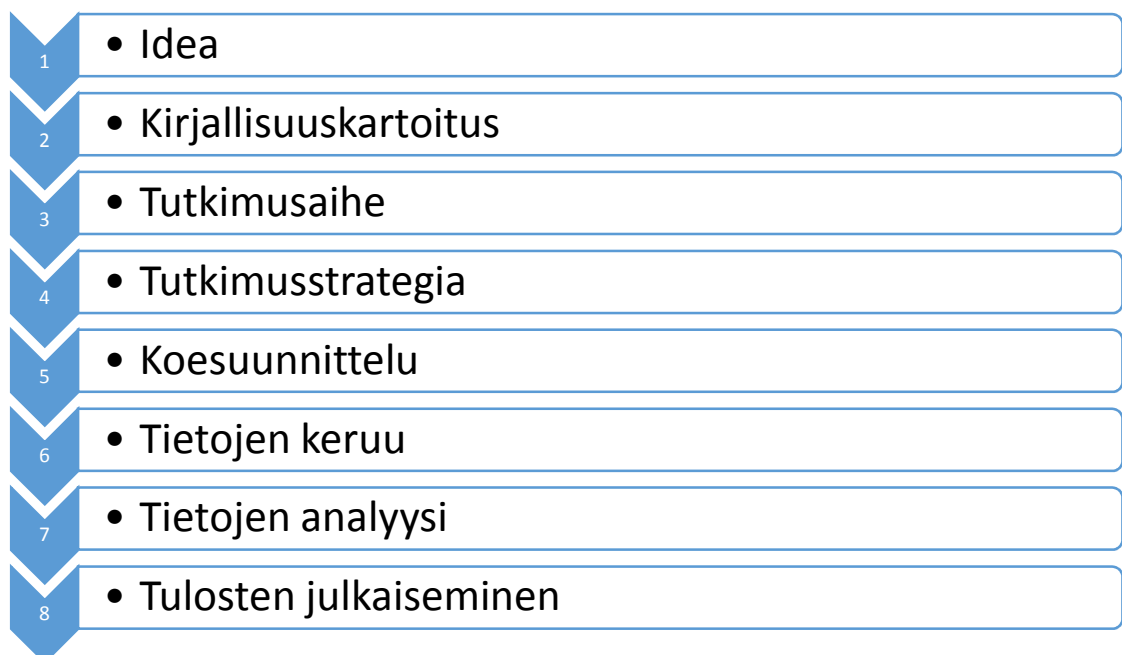 1 • Idea
2 • Kirjallisuuskartoitus
3 • Tutkimusaihe
4 • Tutkimusstrategia
5 • Koesuunnittelu
6 • Tietojen keruu
7 • Tietojen analyysi
8 • Tulosten julkaiseminen